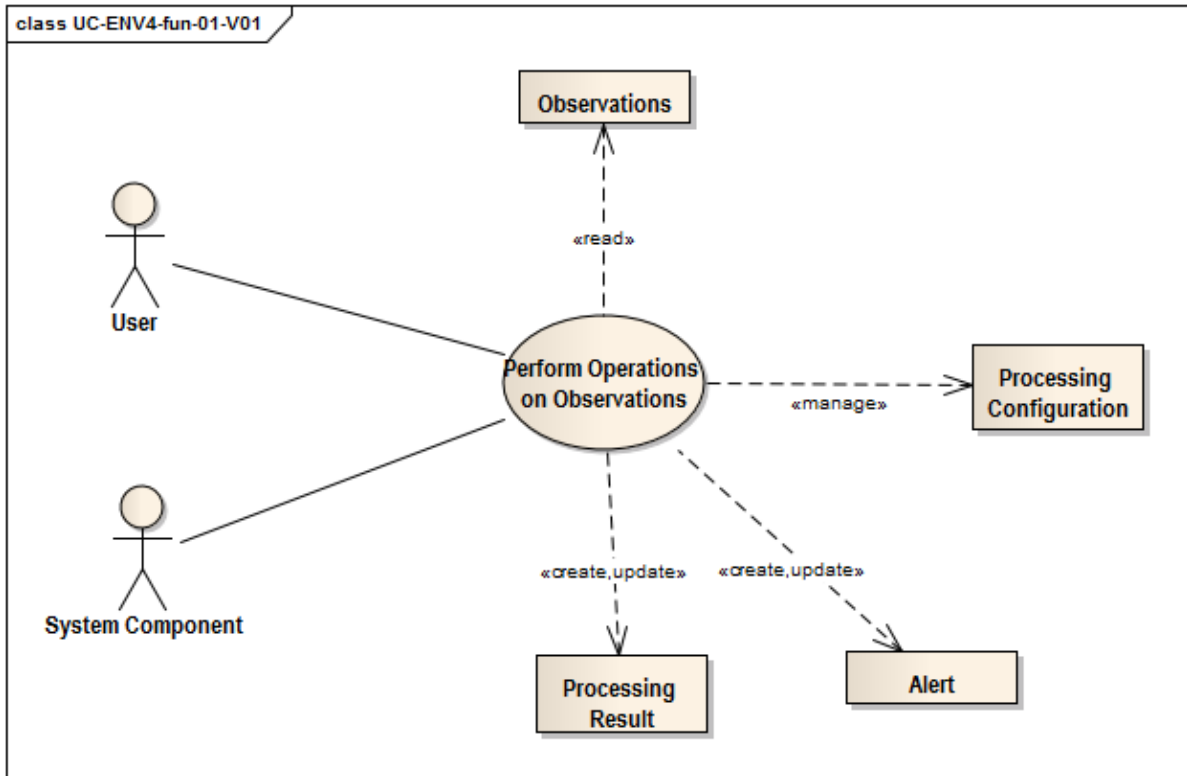 class UC-ENV4-fun-01-V01
Observations
«read»
User
Perform Operations
on Observations
Processing
Configuration
«manage»
System Component
«create,update»
«create,update»
Processing
Result
Alert